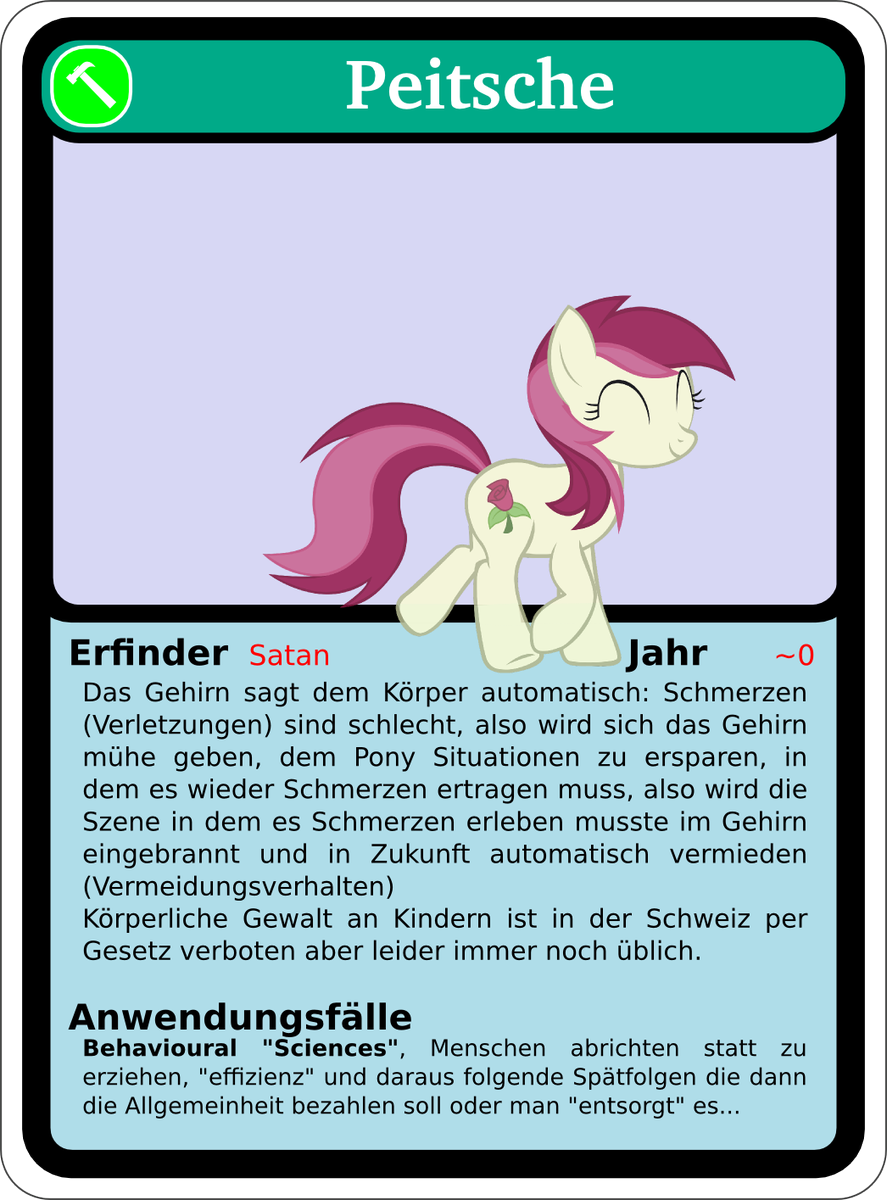 Peitsche
Erfinder Satan Jahr ~0
Das Gehirn sagt dem Körper automatisch: Schmerzen
(Verletzungen) sind schlecht, also wird sich das Gehirn
mühe geben, dem Pony Situationen zu ersparen, in
dem es wieder Schmerzen ertragen muss, also wird die
Szene in dem es Schmerzen erleben musste im Gehirn
eingebrannt und in Zukunft automatisch vermieden
(Vermeidungsverhalten)
Körperliche Gewalt an Kindern ist in der Schweiz per
Gesetz verboten aber leider immer noch üblich.
Anwendungsfälle
Behavioural "Sciences", Menschen abrichten statt zu
erziehen, "effizienz" und daraus folgende Spätfolgen die dann
die Allgemeinheit bezahlen soll oder man "entsorgt" es...